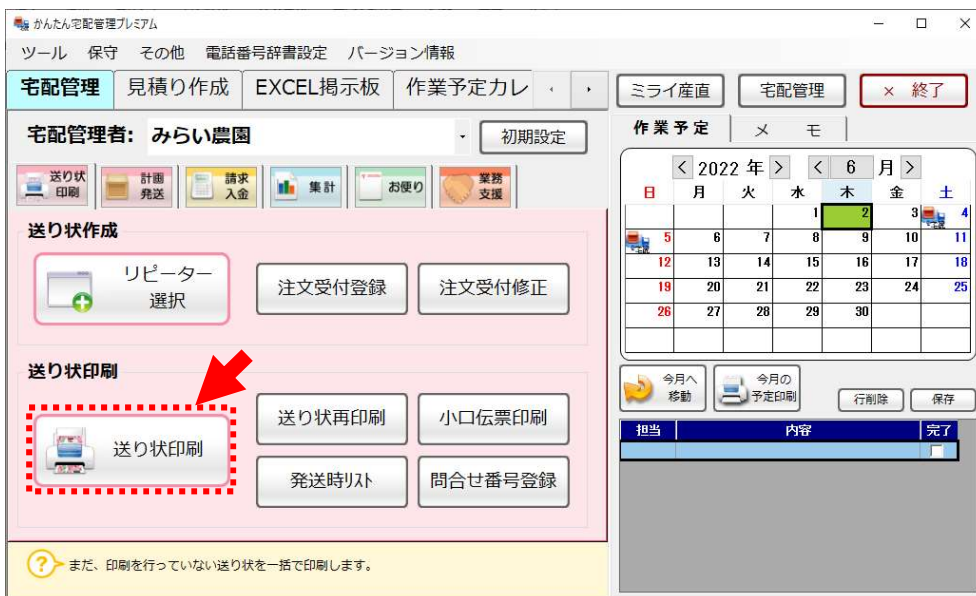 かんたん宅配管理プレミアム
ツール 保守 その他 電話番号辞書設定 バージョン情報
宅配管理 見積り作成 EXCEL掲示板 作業予定カレ
宅配管理者: みらい農園 初期設定
送り状印刷 計画発送 請求入金 集計 お便り 業務支援
送り状作成
リピーター選択 注文受付登録 注文受付修正
送り状印刷
送り状印刷 送り状再印刷 小口伝票印刷
発送時リスト 問合せ番号登録
? まだ、印刷を行っていない送り状を一括で印刷します。
ミライ産直 宅配管理 × 終了
作業予定 メモ
< 2022 年 > < 6 月 >
日 月 火 水 木 金 土
1 2 3 4
5 6 7 8 9 10 11
12 13 14 15 16 17 18
19 20 21 22 23 24 25
26 27 28 29 30
今月へ移動 今月の予定印刷 行削除 保存
担当 内容 完了